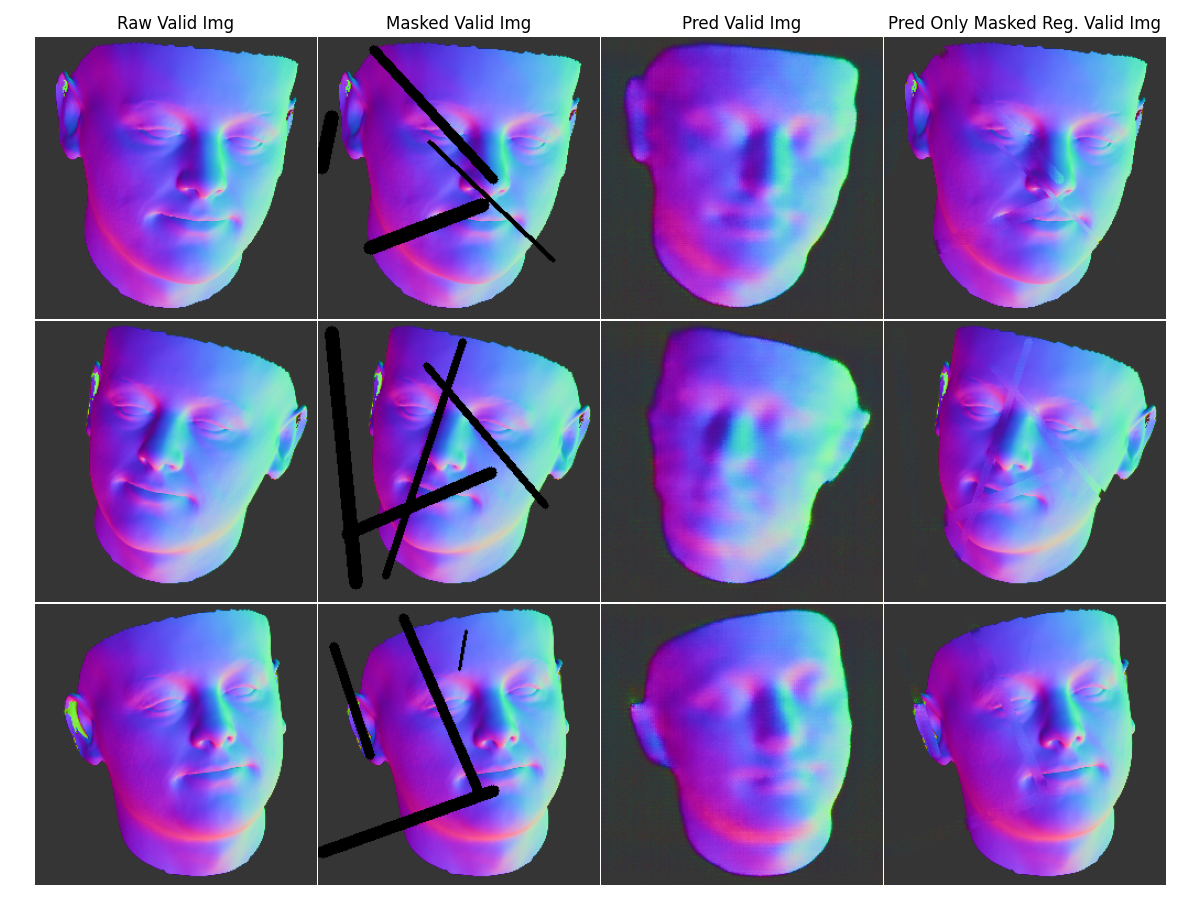 Raw Valid Img
Masked Valid Img
Pred Valid Img
Pred Only Masked Reg. Valid Img